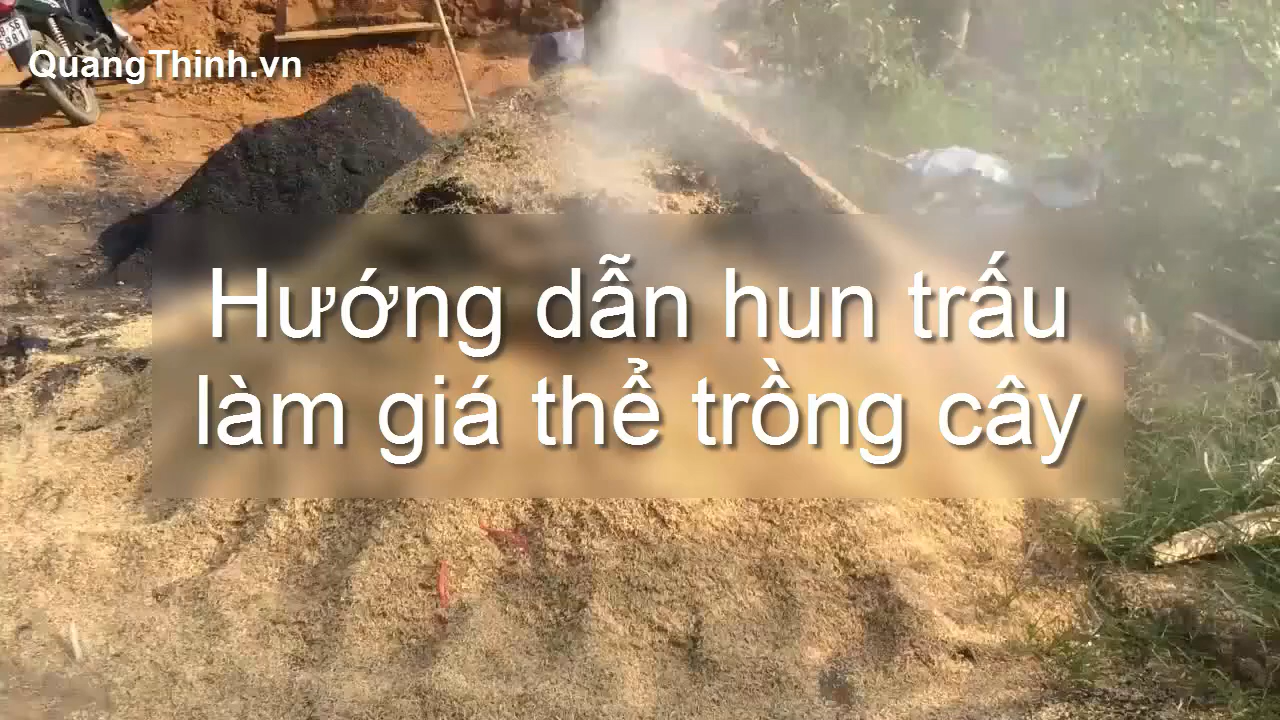 QuangThinh.vn
Hướng dẫn hun trấu
làm giá thể trồng cây